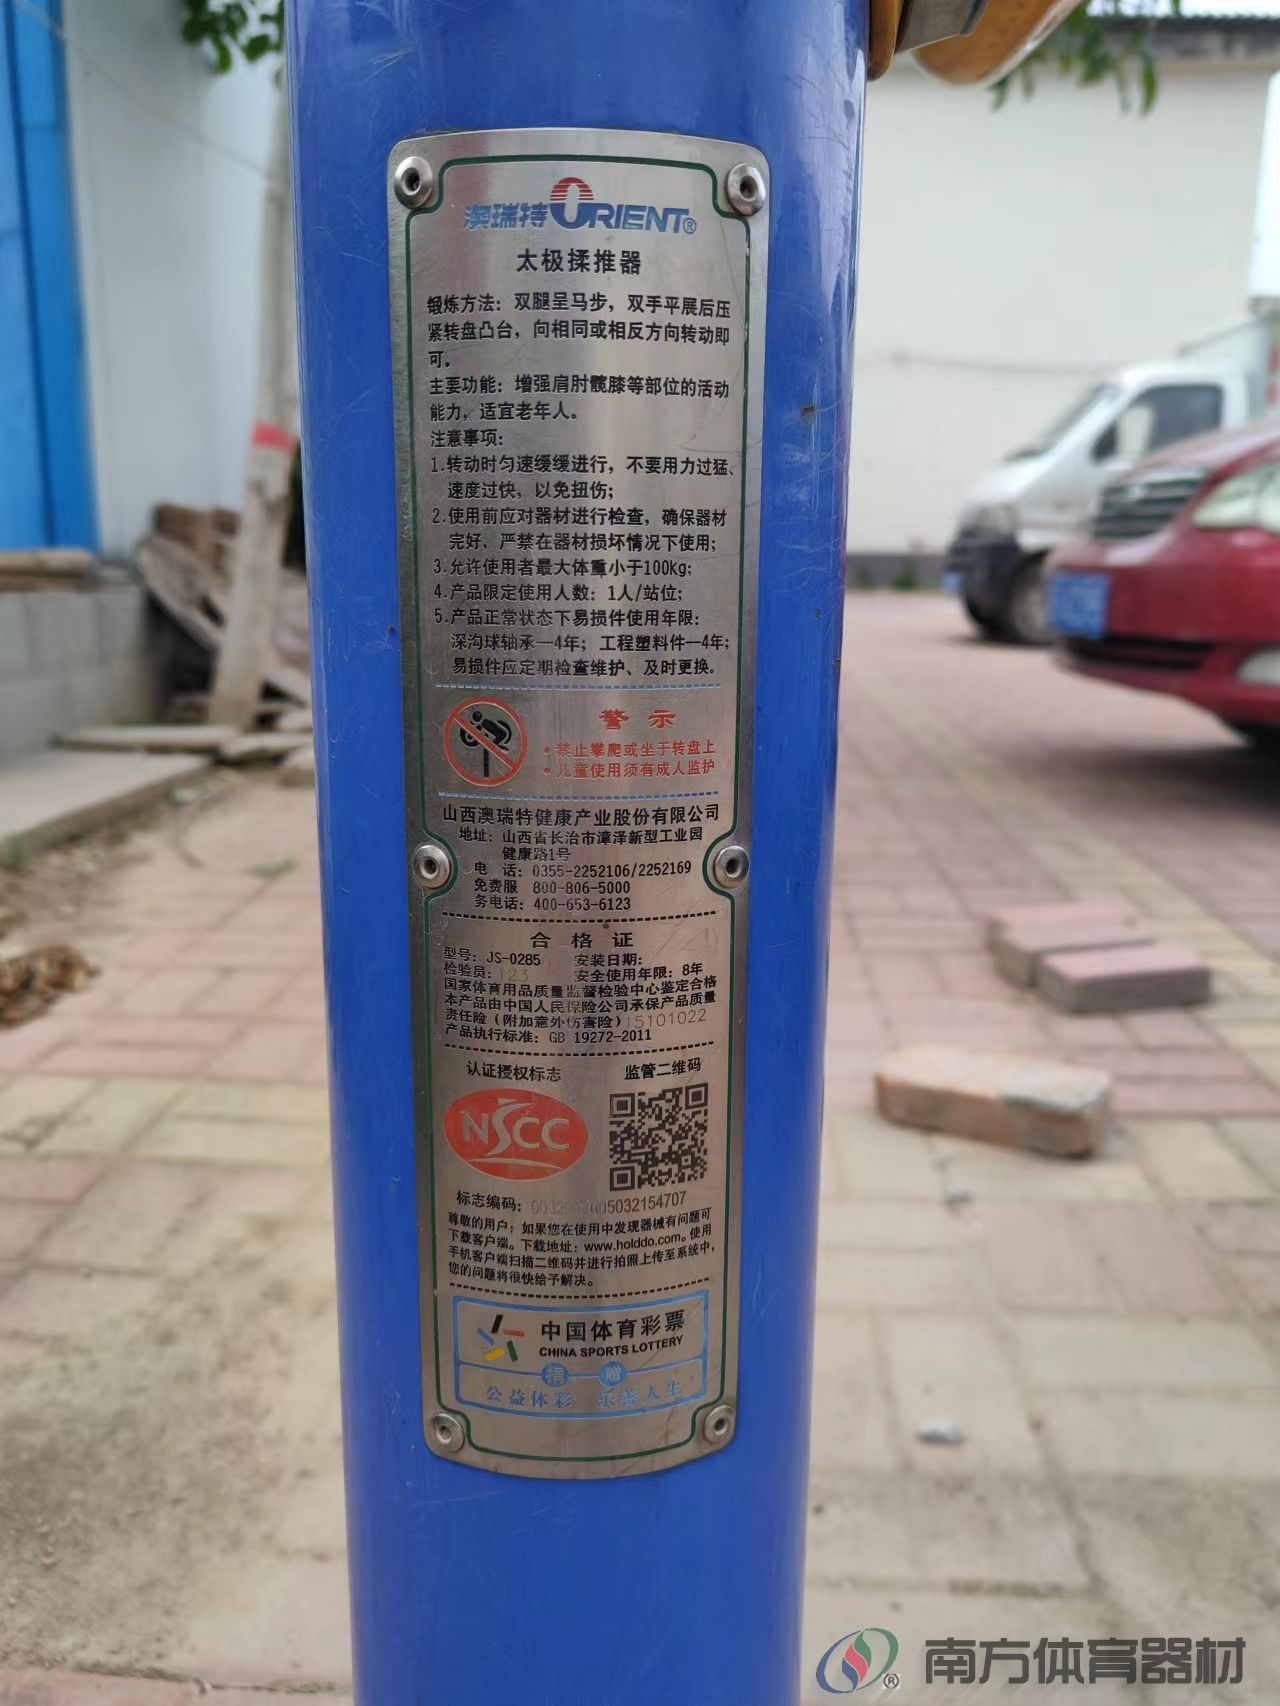 澳瑞特 ORIENT®
太极揉推器
锻炼方法：双腿呈马步，双手平展后压
紧转盘凸台，向相同或相反方向转动即
可。
主要功能：增强肩肘髋膝等部位的活动
能力，适宜老年人。
注意事项：
1.转动时匀速缓缓进行，不要用力过猛、
速度过快，以免扭伤；
2.使用前应对器材进行检查，确保器材
完好，严禁在器材损坏情况下使用；
3.允许使用者最大体重小于100kg；
4.产品限定使用人数：1人/站位；
5.产品正常状态下易损件使用年限：
深沟球轴承—4年；工程塑料件—4年；
易损件应定期检查维护、及时更换。
警示
•禁止攀爬或坐于转盘上
•儿童使用须有成人监护
山西澳瑞特健康产业股份有限公司
地址：山西省长治市漳泽新型工业园
健康路1号
电 话：0355-2252106/2252169
免费服 800-806-5000
务电话：400-653-6123
合格证
型号：JS-0285 安装日期：
检验员：123 安全使用年限：8年
国家体育用品质量监督检验中心鉴定合格
本产品由中国人民保险公司承保产品质量
责任险（附加意外伤害险）15101022
产品执行标准：GB 19272-2011
认证授权标志 监管二维码
NSCC
标志编码：5032154707
尊敬的用户：如果您在使用中发现器械有问题可
下载客户端。下载地址：www.holddo.com。使用
手机客户端扫描二维码并进行拍照上传至系统中，
您的问题将很快给予解决。
中国体育彩票
CHINA SPORTS LOTTERY
捐赠
公益体彩 乐善人生
® 南方体育器材